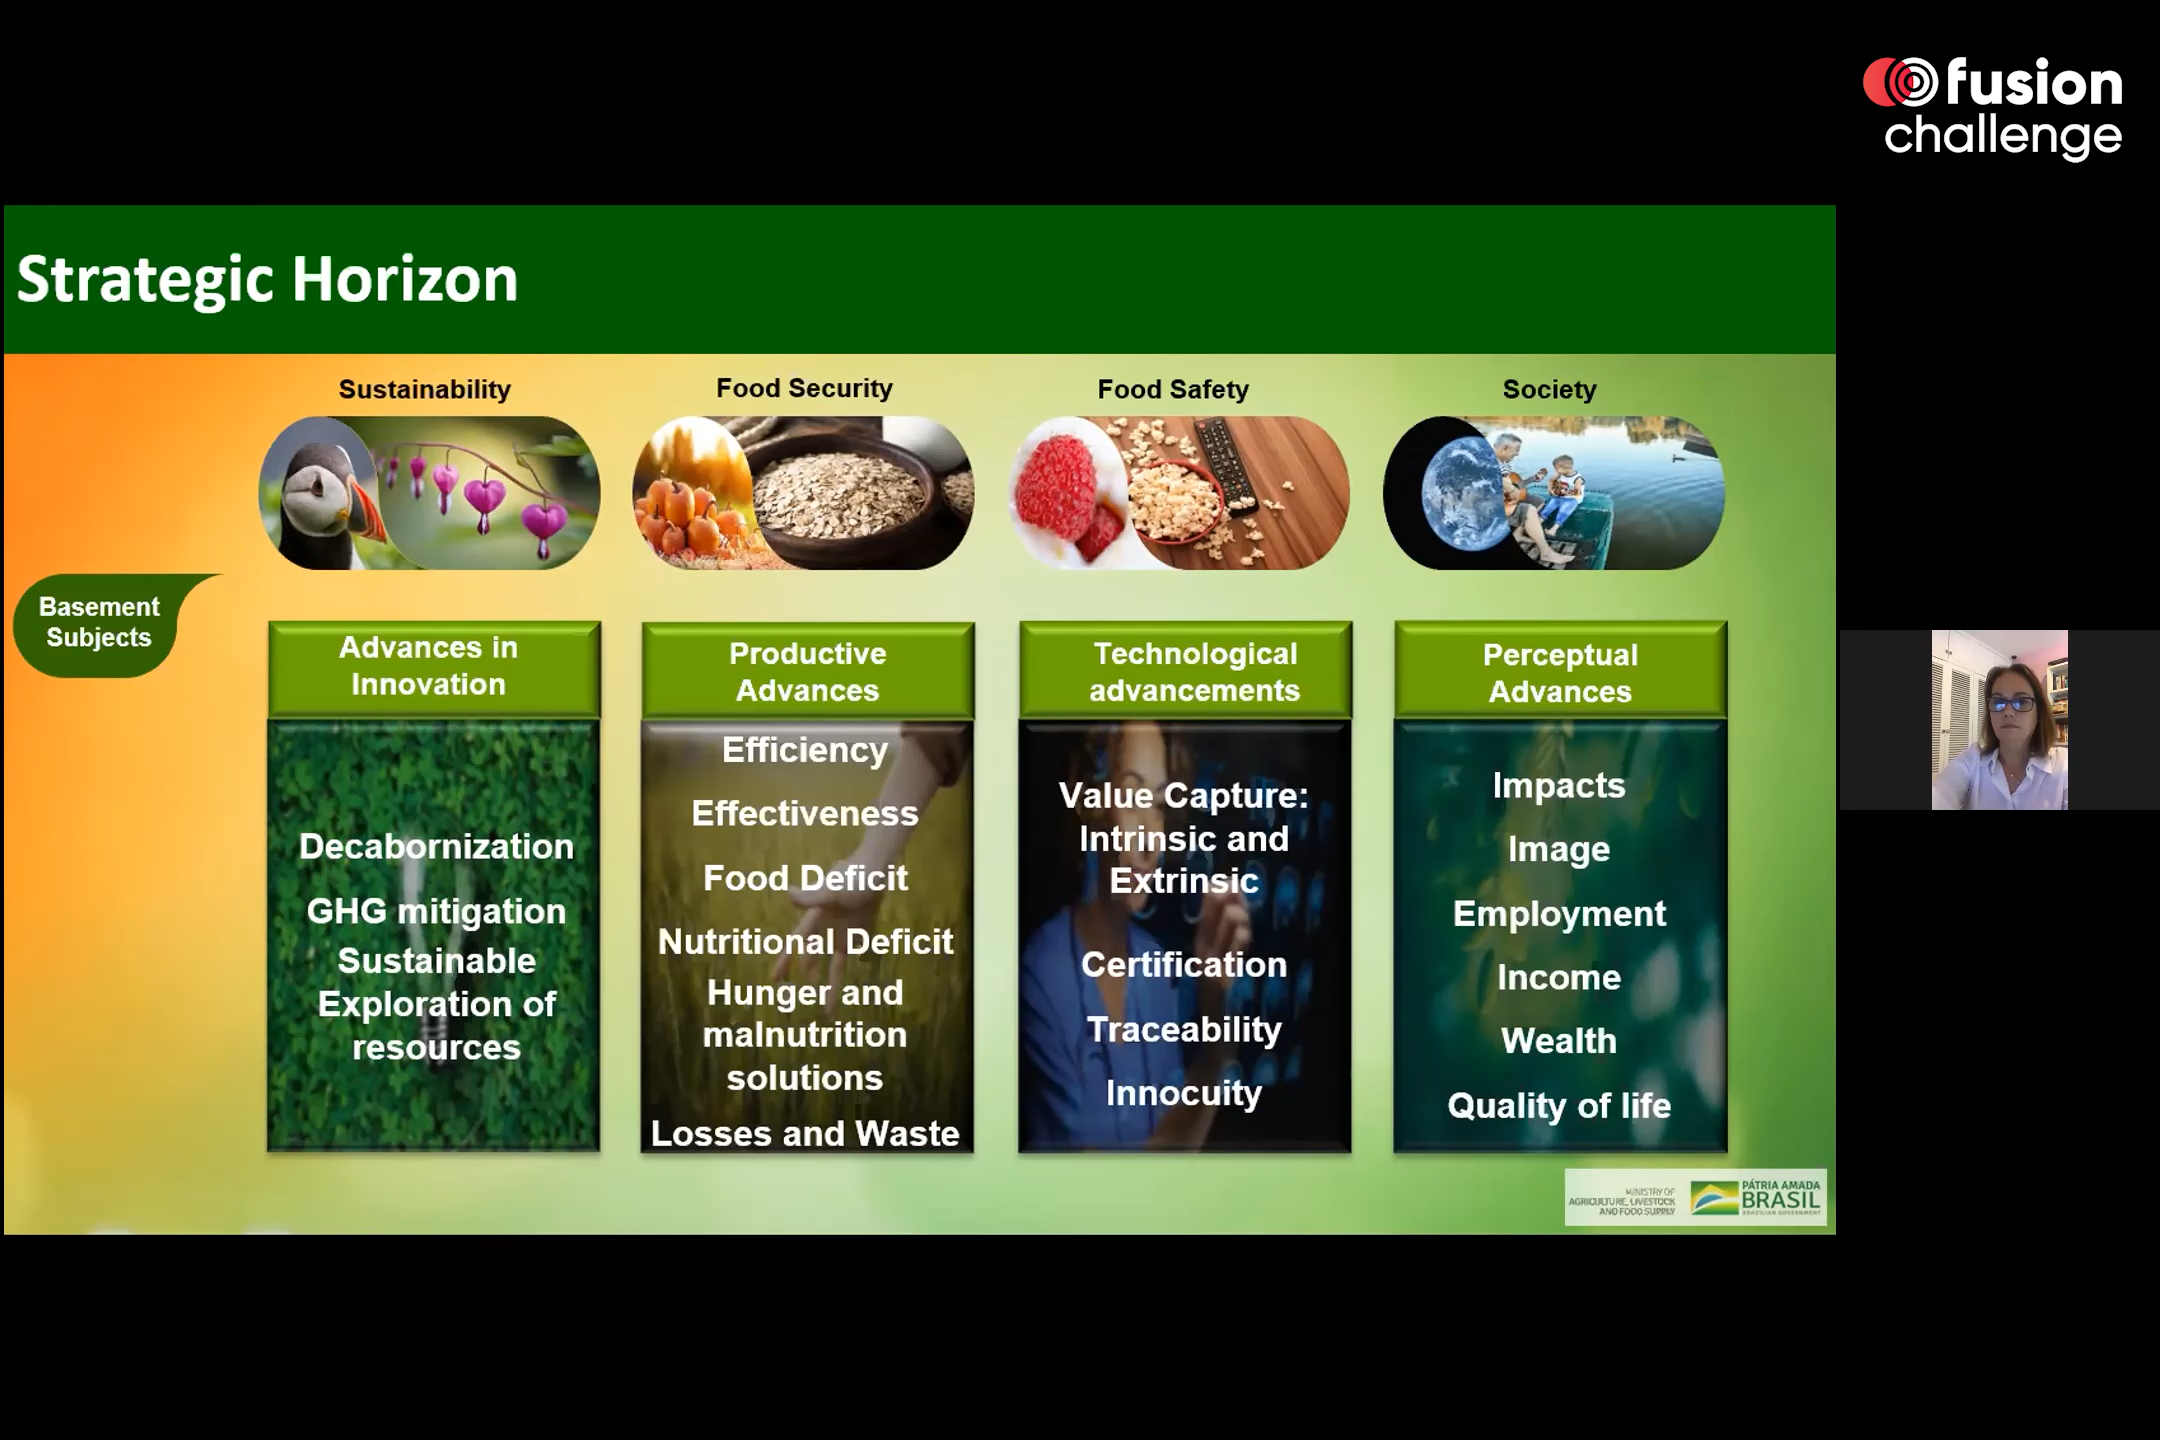 fusion
challenge
Strategic Horizon
Sustainability
Food Security
Food Safety
Society
Basement
Subjects
Advances in
Innovation
Decabornization
GHG mitigation
Sustainable
Exploration of
resources
Productive
Advances
Efficiency
Effectiveness
Food Deficit
Nutritional Deficit
Hunger and
malnutrition
solutions
Losses and Waste
Technological
advancements
Value Capture:
Intrinsic and
Extrinsic
Certification
Traceability
Innocuity
Perceptual
Advances
Impacts
Image
Employment
Income
Wealth
Quality of life
MINISTRY OF
AGRICULTURE, LIVESTOCK
AND FOOD SUPPLY
PÁTRIA AMADA
BRASIL
BRAZILIAN GOVERNMENT